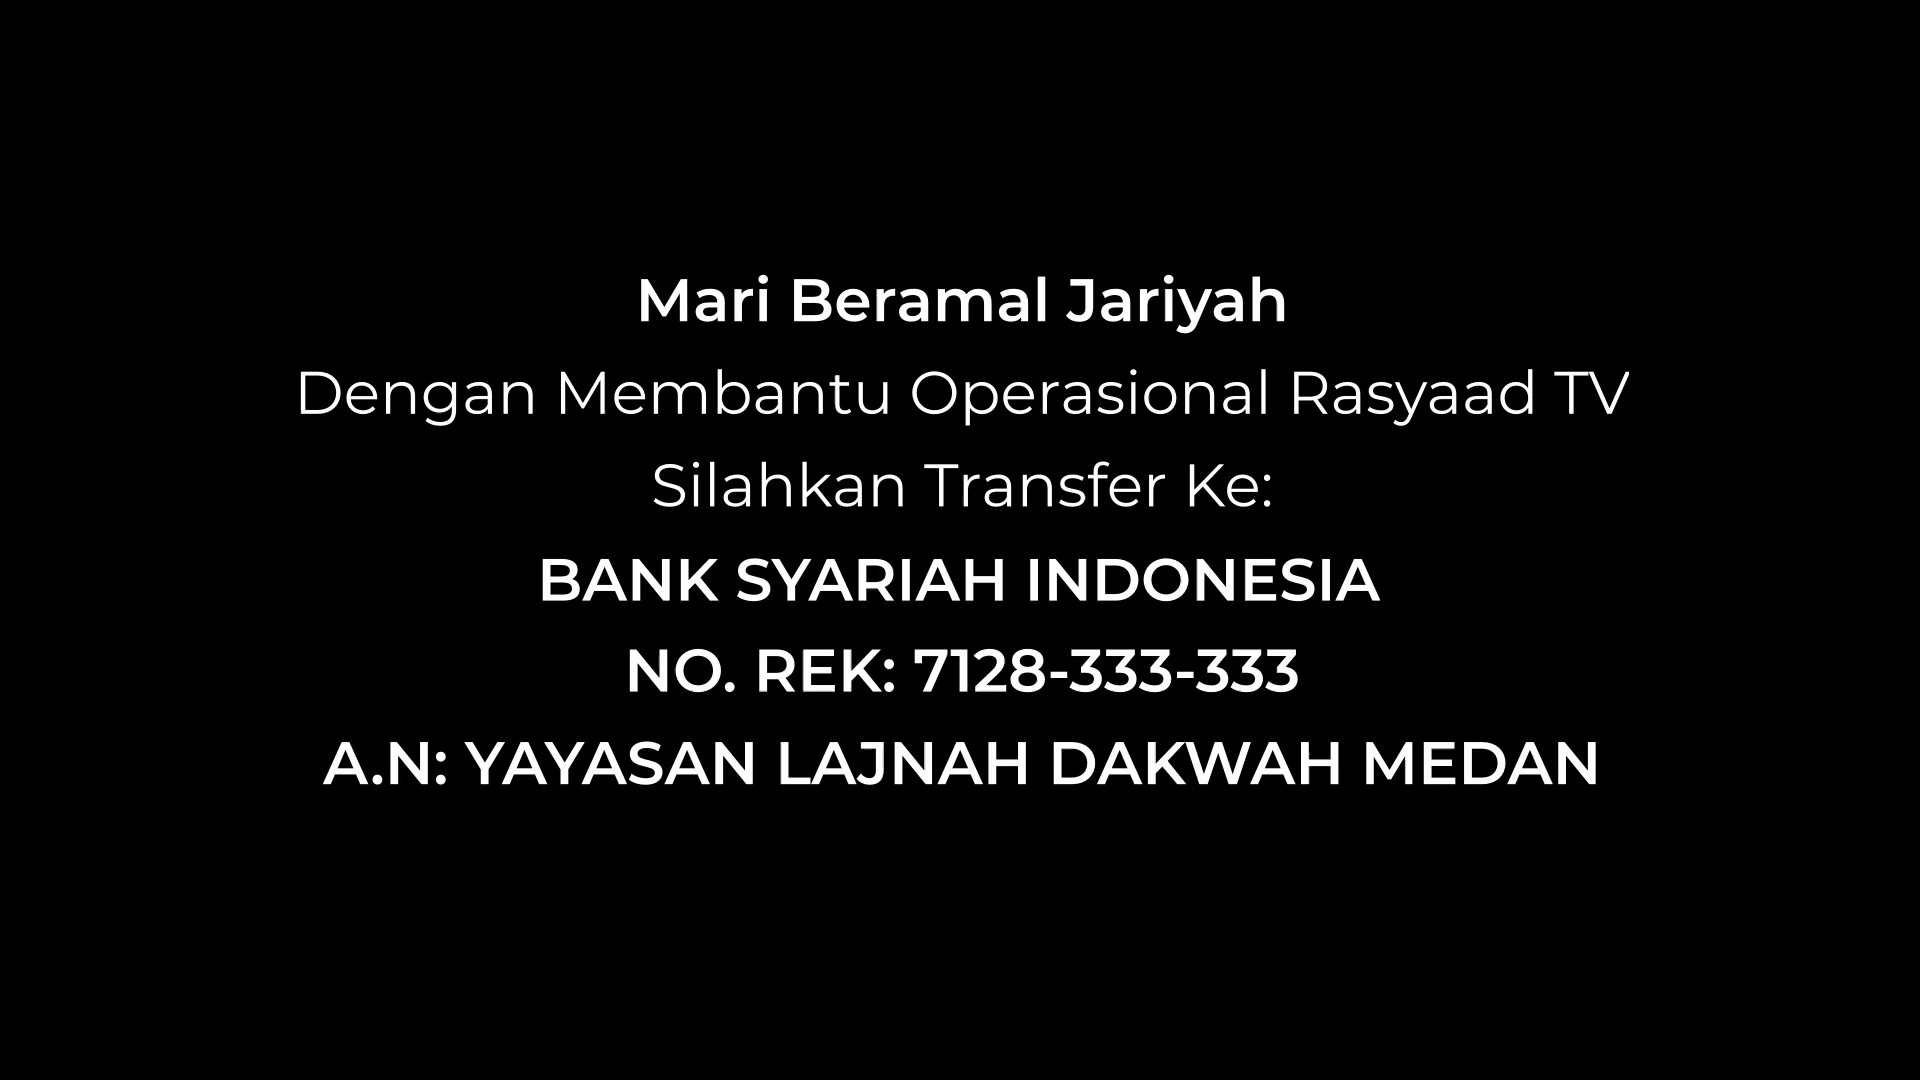 Mari Beramal Jariyah
Dengan Membantu Operasional Rasyaad TV
Silahkan Transfer Ke:
BANK SYARIAH INDONESIA
NO. REK: 7128-333-333
A.N: YAYASAN LAJNAH DAKWAH MEDAN